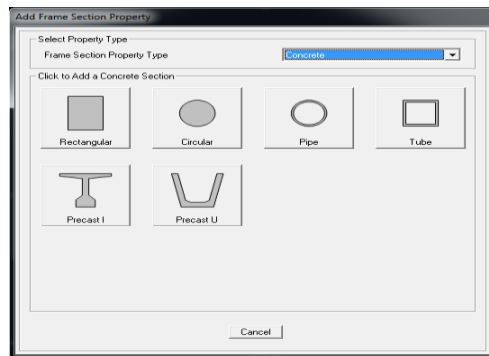 Add Frame Section Property
Select Property Type
Frame Section Property Type
Concrete
Click to Add a Concrete Section
Rectangular
Circular
Pipe
Tube
Precast I
Precast U
Cancel